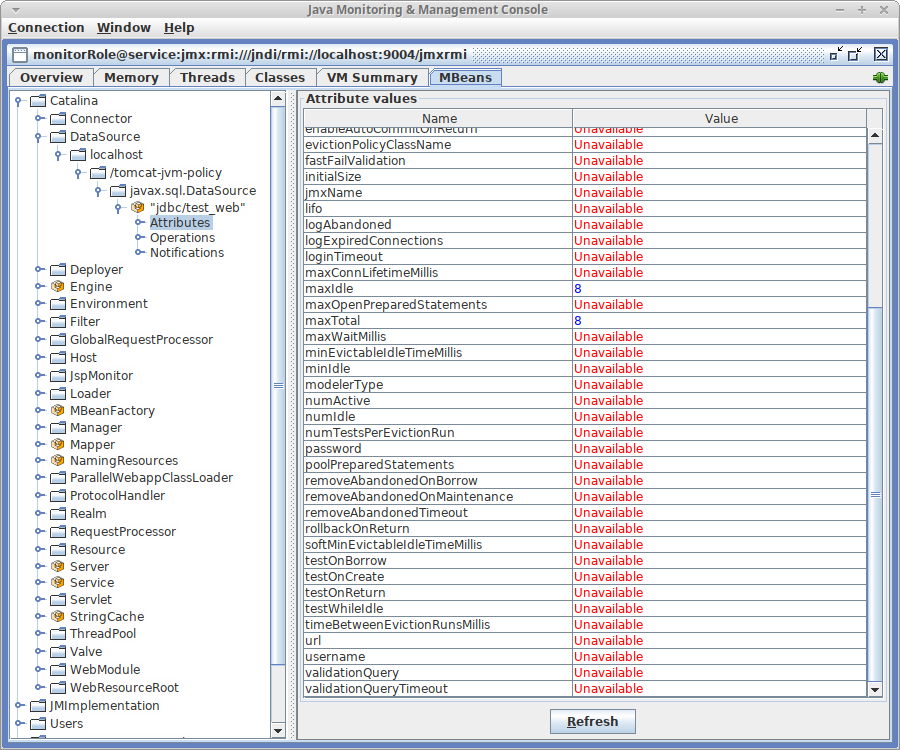 Java Monitoring & Management Console
Connection Window Help
monitorRole@service:jmx:rmi:///jndi/rmi://localhost:9004/jmxrmi
Overview Memory Threads Classes VM Summary MBeans
Catalina
Connector
DataSource
localhost
/tomcat-jvm-policy
javax.sql.DataSource
"jdbc/test_web"
Attributes
Operations
Notifications
Deployer
Engine
Environment
Filter
GlobalRequestProcessor
Host
JspMonitor
Loader
MBeanFactory
Manager
Mapper
NamingResources
ParallelWebappClassLoader
ProtocolHandler
Realm
RequestProcessor
Resource
Server
Service
Servlet
StringCache
ThreadPool
Valve
WebModule
WebResourceRoot
JMImplementation
Users
Attribute values
Name Value
enableAutoCommitOnReturn Unavailable
evictionPolicyClassName Unavailable
fastFailValidation Unavailable
initialSize Unavailable
jmxName Unavailable
lifo Unavailable
logAbandoned Unavailable
logExpiredConnections Unavailable
loginTimeout Unavailable
maxConnLifetimeMillis Unavailable
maxIdle 8
maxOpenPreparedStatements Unavailable
maxTotal 8
maxWaitMillis Unavailable
minEvictableIdleTimeMillis Unavailable
minIdle Unavailable
modelerType Unavailable
numActive Unavailable
numIdle Unavailable
numTestsPerEvictionRun Unavailable
password Unavailable
poolPreparedStatements Unavailable
removeAbandonedOnBorrow Unavailable
removeAbandonedOnMaintenance Unavailable
removeAbandonedTimeout Unavailable
rollbackOnReturn Unavailable
softMinEvictableIdleTimeMillis Unavailable
testOnBorrow Unavailable
testOnCreate Unavailable
testOnReturn Unavailable
testWhileIdle Unavailable
timeBetweenEvictionRunsMillis Unavailable
url Unavailable
username Unavailable
validationQuery Unavailable
validationQueryTimeout Unavailable
Refresh